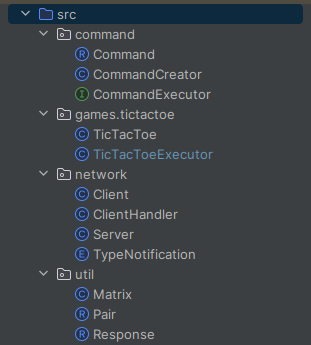 src
command
R Command
C CommandCreator
I CommandExecutor
games.tictactoe
C TicTacToe
C TicTacToeExecutor
network
C Client
C ClientHandler
C Server
E TypeNotification
util
C Matrix
R Pair
R Response